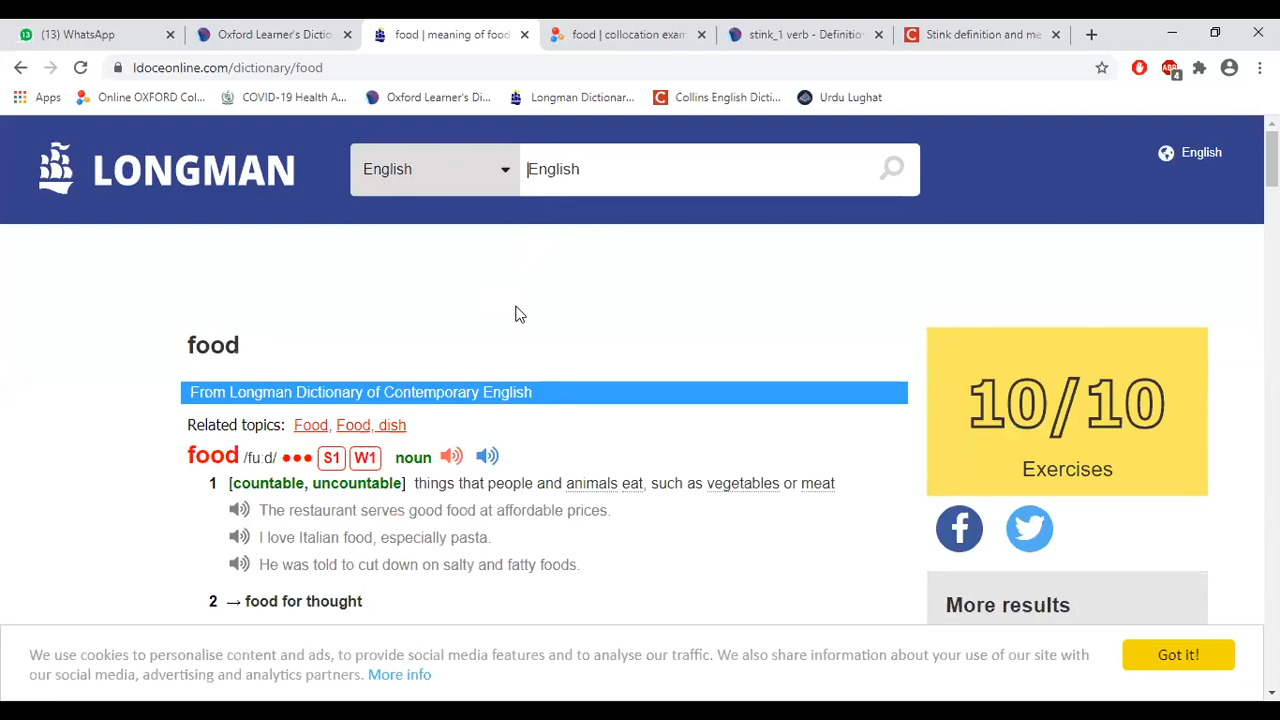 13
(13) WhatsApp
Oxford Learner's Dictio
food | meaning of food
food | collocation exam
stink_1 verb - Definitio
C
Stink definition and me
ldoceonline.com/dictionary/food
ABP
4
Apps
Online OXFORD Col...
COVID-19 Health A...
Oxford Learner's Di...
Longman Dictionar...
C
Collins English Dicti...
Urdu Lughat
LONGMAN
English
English
English
food
From Longman Dictionary of Contemporary English
Related topics: Food, Food, dish
food /fuːd/ ●●● S1 W1 noun
1 [countable, uncountable] things that people and animals eat, such as vegetables or meat
The restaurant serves good food at affordable prices.
I love Italian food, especially pasta.
He was told to cut down on salty and fatty foods.
2 → food for thought
10/10
Exercises
More results
We use cookies to personalise content and ads, to provide social media features and to analyse our traffic. We also share information about your use of our site with
our social media, advertising and analytics partners. More info
Got it!